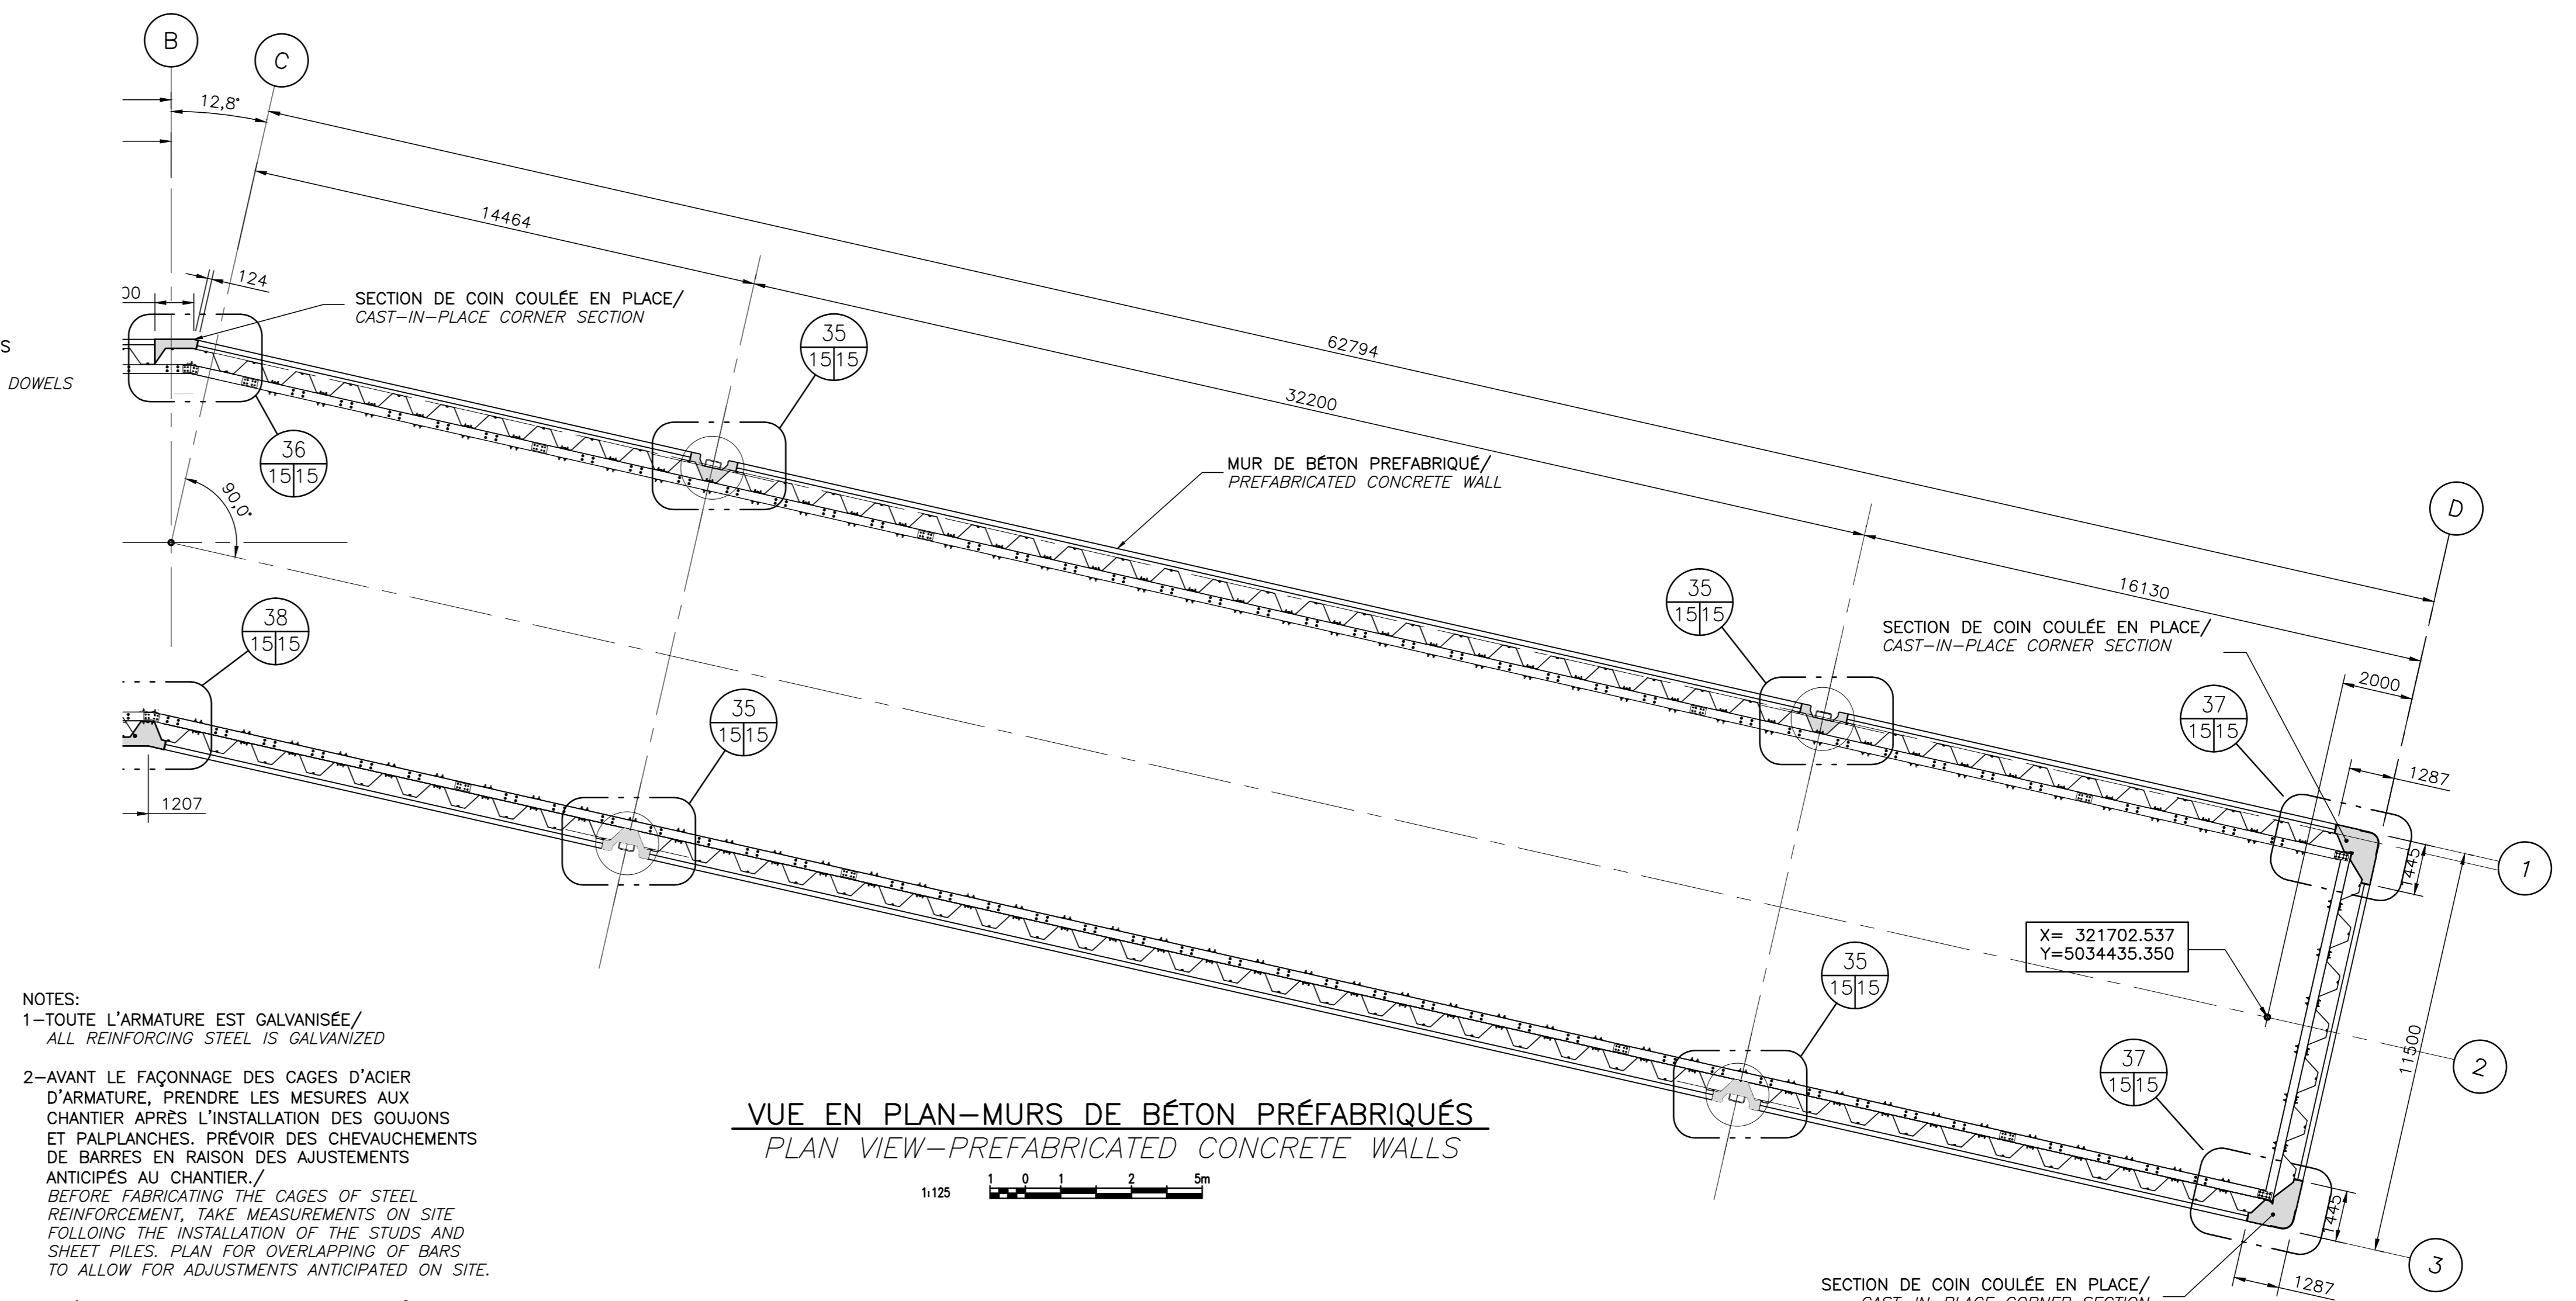 B
C
12,8°
14464
124
00
SECTION DE COIN COULÉE EN PLACE/
CAST-IN-PLACE CORNER SECTION
62794
35
15|15
S
DOWELS
32200
36
15|15
MUR DE BÉTON PREFABRIQUÉ/
PREFABRICATED CONCRETE WALL
90,0°
D
16130
35
15|15
38
15|15
SECTION DE COIN COULÉE EN PLACE/
CAST-IN-PLACE CORNER SECTION
2000
37
15|15
35
15|15
1287
1207
1445
1
X= 321702.537
Y=5034435.350
35
15|15
11500
2
37
15|15
NOTES:
1-TOUTE L'ARMATURE EST GALVANISÉE/
ALL REINFORCING STEEL IS GALVANIZED
2-AVANT LE FAÇONNAGE DES CAGES D'ACIER
D'ARMATURE, PRENDRE LES MESURES AUX
CHANTIER APRÈS L'INSTALLATION DES GOUJONS
ET PALPLANCHES. PRÉVOIR DES CHEVAUCHEMENTS
DE BARRES EN RAISON DES AJUSTEMENTS
ANTICIPÉS AU CHANTIER./
BEFORE FABRICATING THE CAGES OF STEEL
REINFORCEMENT, TAKE MEASUREMENTS ON SITE
FOLLOING THE INSTALLATION OF THE STUDS AND
SHEET PILES. PLAN FOR OVERLAPPING OF BARS
TO ALLOW FOR ADJUSTMENTS ANTICIPATED ON SITE.
VUE EN PLAN-MURS DE BÉTON PRÉFABRIQUÉS
PLAN VIEW-PREFABRICATED CONCRETE WALLS
1:125
1 0 1 2 5m
1445
3
1287
SECTION DE COIN COULÉE EN PLACE/
CAST-IN-PLACE CORNER SECTION